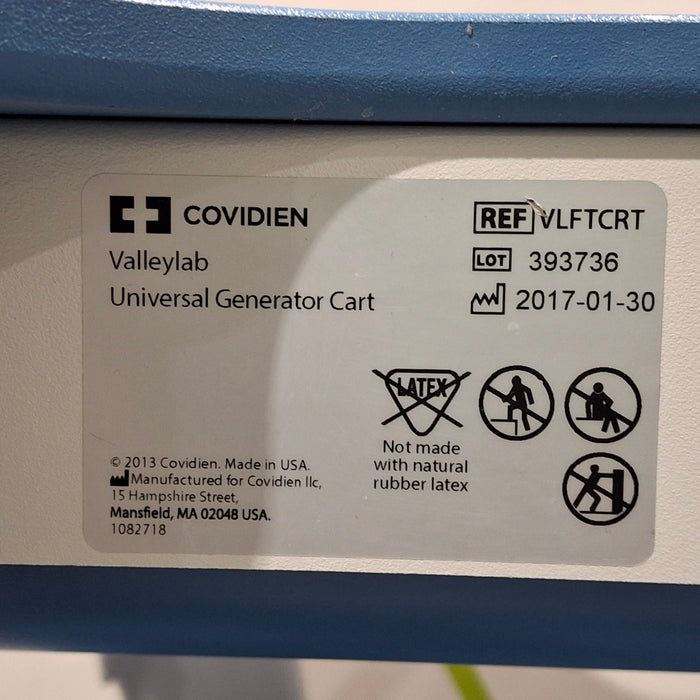 COVIDIEN
Valleylab
Universal Generator Cart
REF VLFTCRT
LOT 393736
2017-01-30
LATEX
Not made
with natural
rubber latex
© 2013 Covidien. Made in USA.
Manufactured for Covidien llc,
15 Hampshire Street,
Mansfield, MA 02048 USA.
1082718